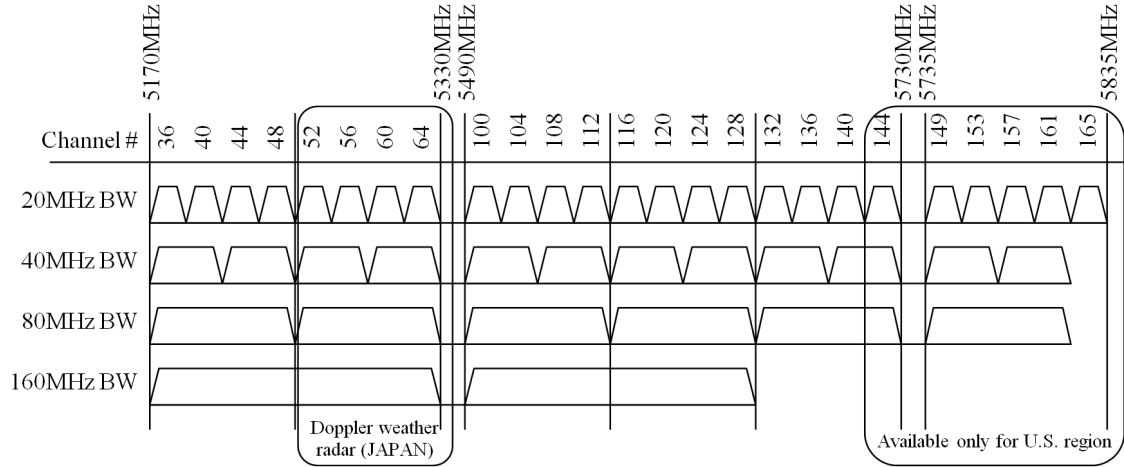 5170MHz
5330MHz
5490MHz
5730MHz
5735MHz
5835MHz
Channel # 36 40 44 48 52 56 60 64 100 104 108 112 116 120 124 128 132 136 140 144 149 153 157 161 165
20MHz BW
40MHz BW
80MHz BW
160MHz BW
Doppler weather
radar (JAPAN)
Available only for U.S. region